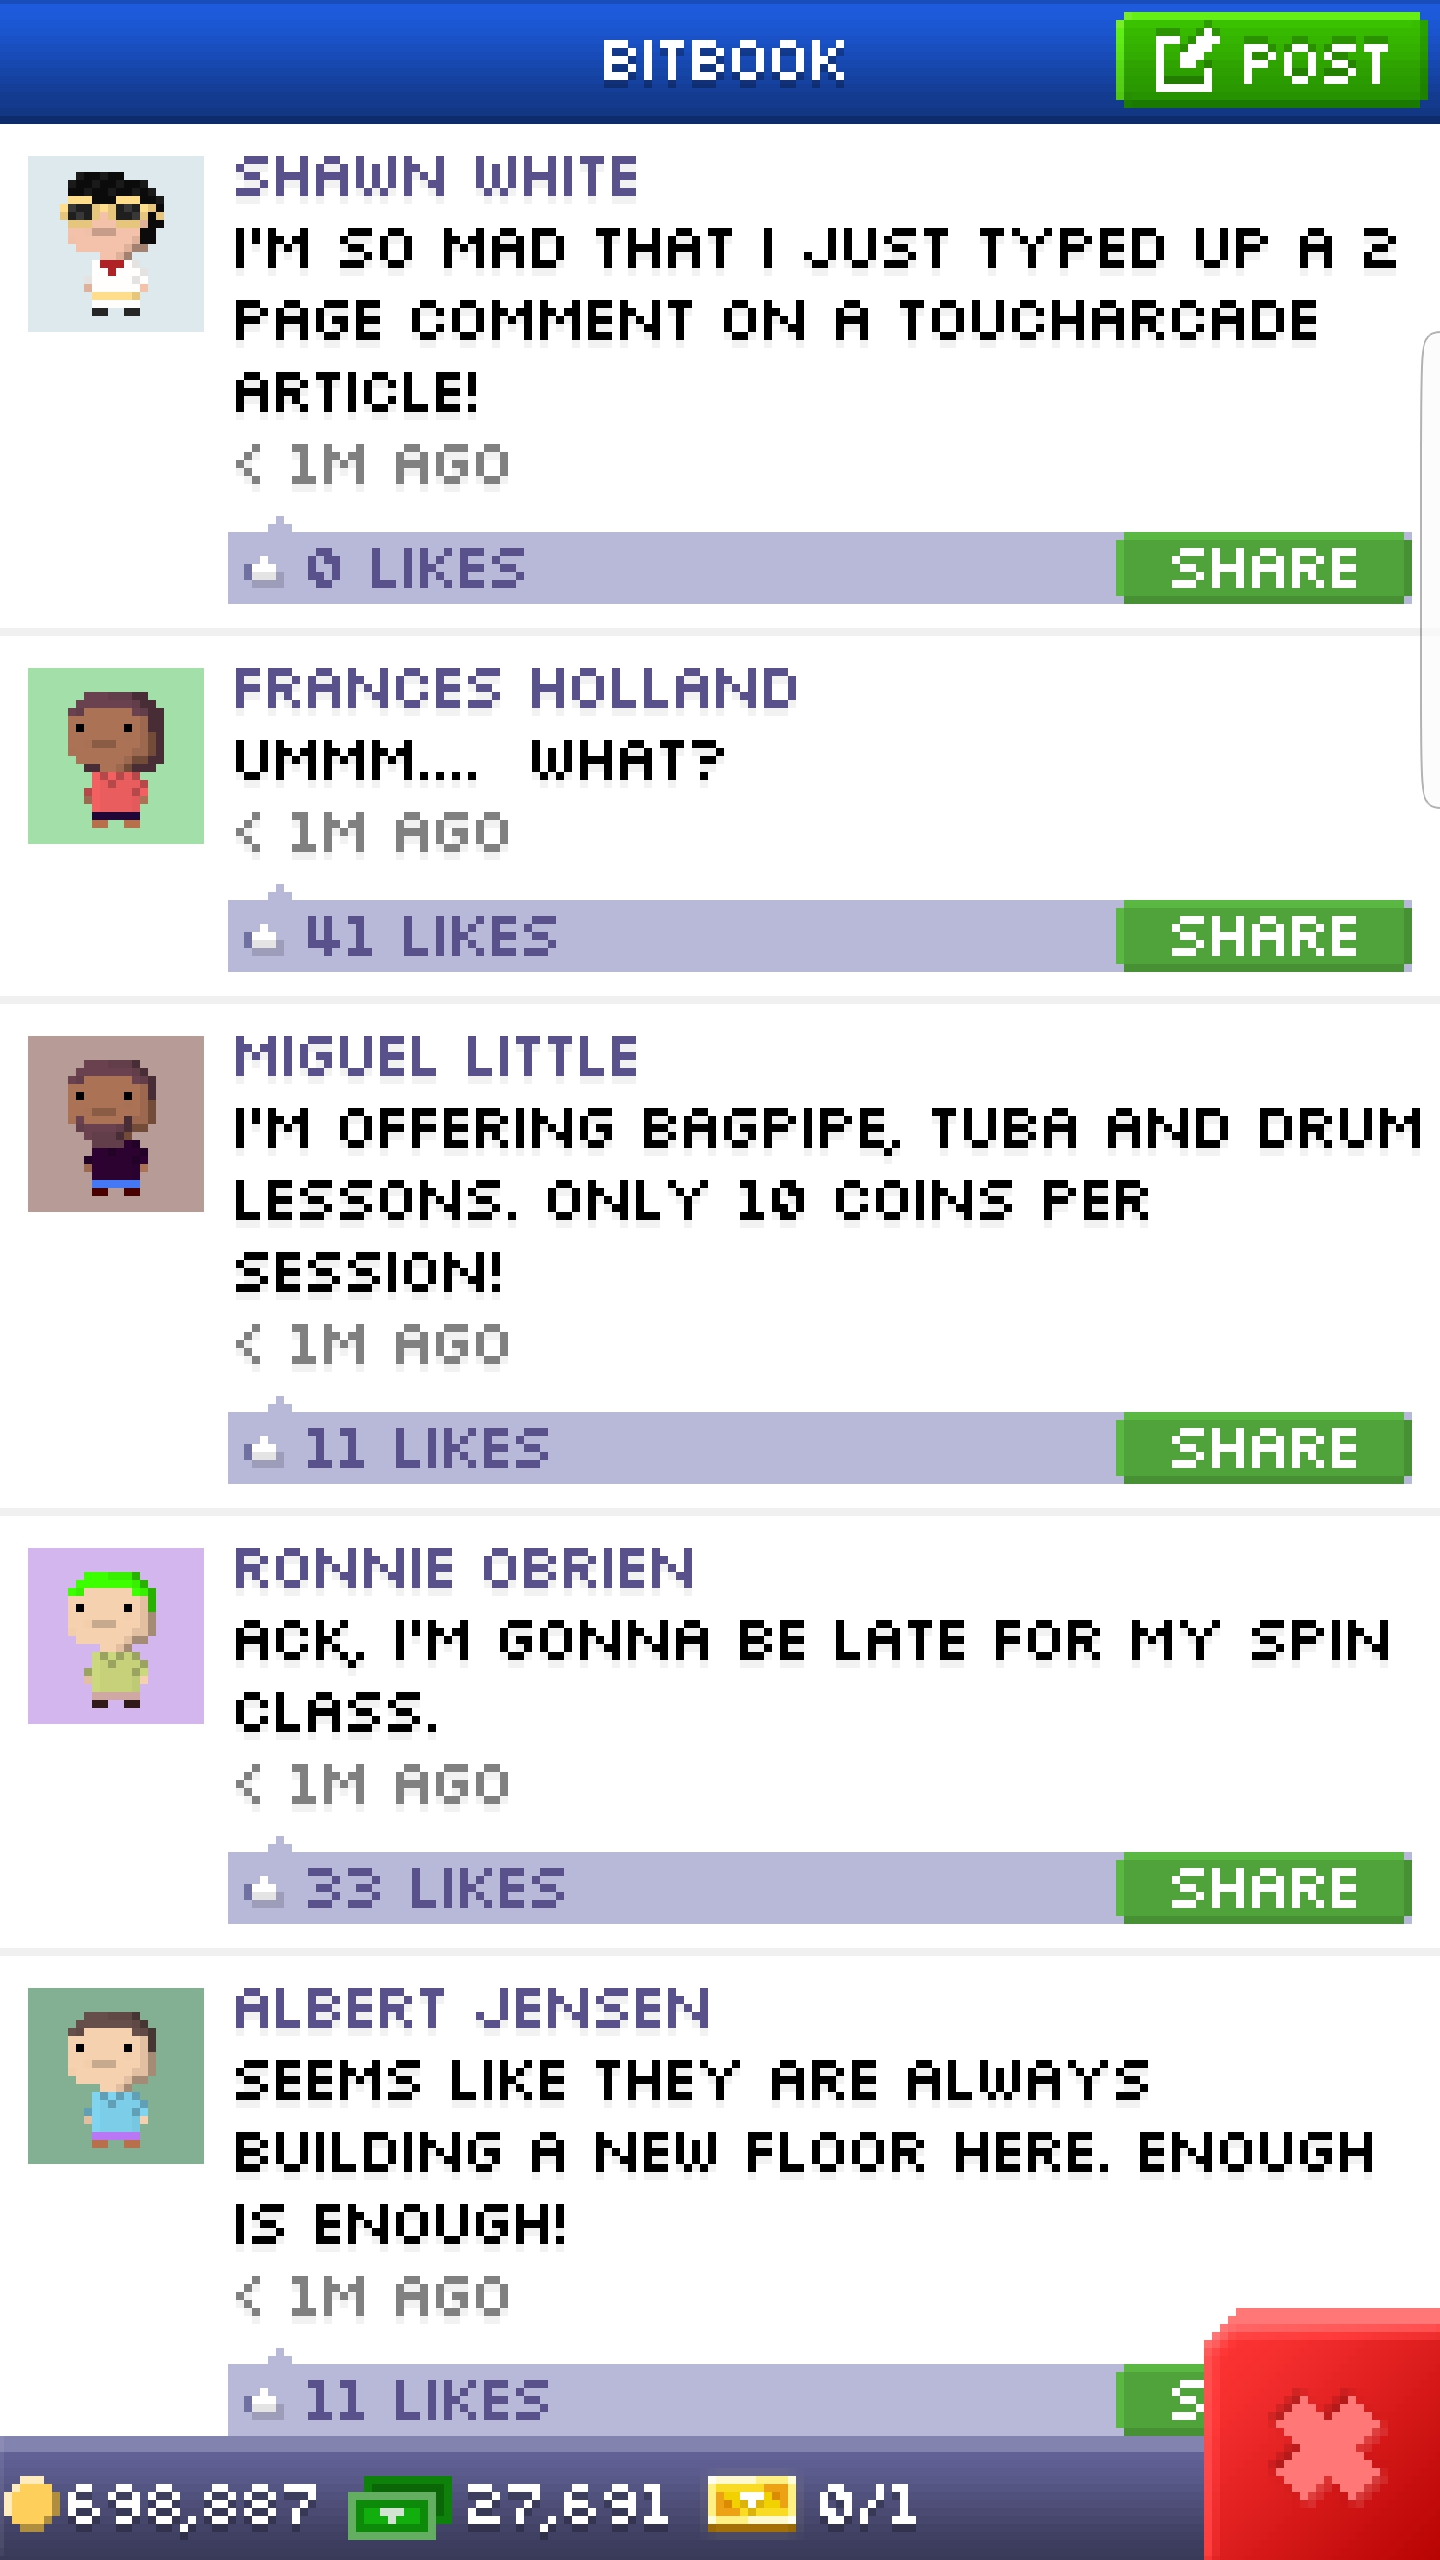 BITBOOK
POST
SHAWN WHITE
I'M SO MAD THAT I JUST TYPED UP A 2
PAGE COMMENT ON A TOUCHARCADE
ARTICLE!
< 1M AGO
0 LIKES
SHARE
FRANCES HOLLAND
UMMM.... WHAT?
< 1M AGO
41 LIKES
SHARE
MIGUEL LITTLE
I'M OFFERING BAGPIPE, TUBA AND DRUM
LESSONS. ONLY 10 COINS PER
SESSION!
< 1M AGO
11 LIKES
SHARE
RONNIE OBRIEN
ACK, I'M GONNA BE LATE FOR MY SPIN
CLASS.
< 1M AGO
33 LIKES
SHARE
ALBERT JENSEN
SEEMS LIKE THEY ARE ALWAYS
BUILDING A NEW FLOOR HERE. ENOUGH
IS ENOUGH!
< 1M AGO
11 LIKES
S
698,887
27,691
0/1